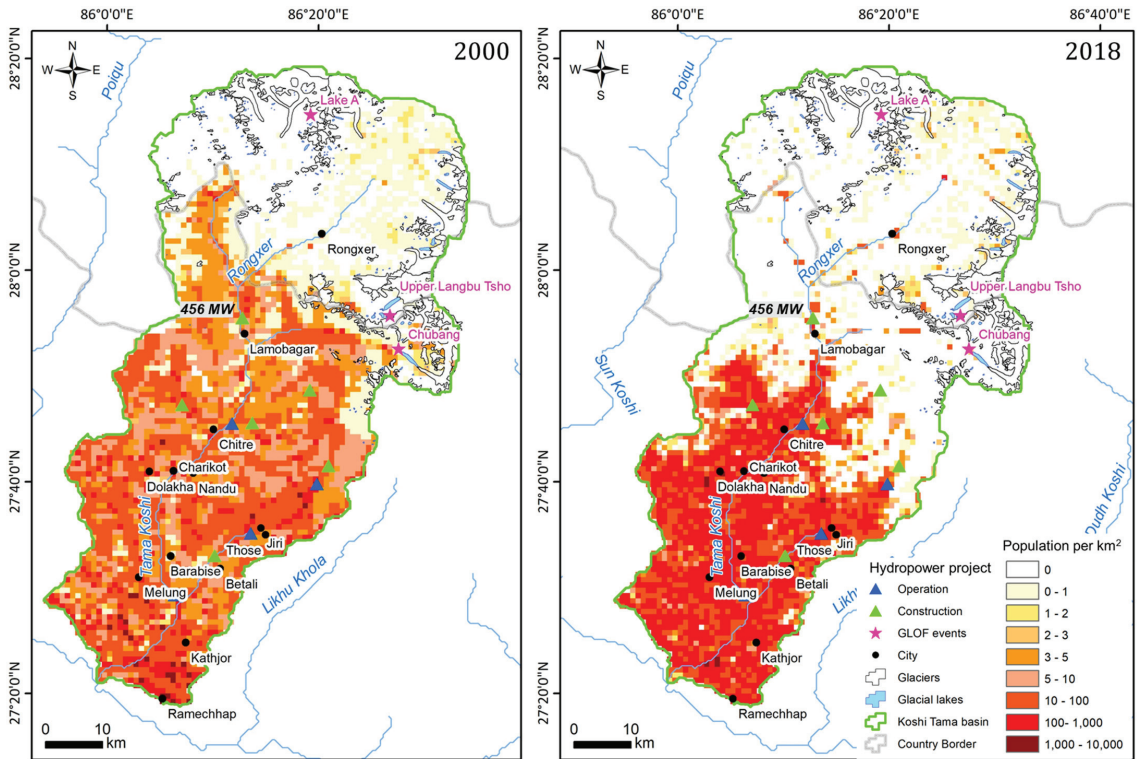 86°0'0"E
86°20'0"E
86°0'0"E
86°20'0"E
86°40'0"E
28°20'0"N
28°0'0"N
27°40'0"N
27°20'0"N
N
W E
S
2000
Poiqu
Lake A
Rongxer
Rongxer
Upper Langbu Tsho
456 MW
Chubang
Lamobagar
Chitre
Charikot
Dolakha
Nandu
Tama Koshi
Jiri
Those
Barabise
Betali
Melung
Likhu Khola
Kathjor
Ramechhap
0 10
km
28°20'0"N
28°0'0"N
27°40'0"N
27°20'0"N
N
W E
S
2018
Poiqu
Lake A
Rongxer
Rongxer
Upper Langbu Tsho
456 MW
Chubang
Lamobagar
Sun Koshi
Chitre
Charikot
Dolakha
Nandu
Dudh Koshi
Tama Koshi
Jiri
Those
Barabise
Betali
Melung
Kathjor
Ramechhap
0 10
km
Hydropower project
Operation
Construction
GLOF events
City
Glaciers
Glacial lakes
Koshi Tama basin
Country Border
Population per km²
0
0 - 1
1 - 2
2 - 3
3 - 5
5 - 10
10 - 100
100- 1,000
1,000 - 10,000